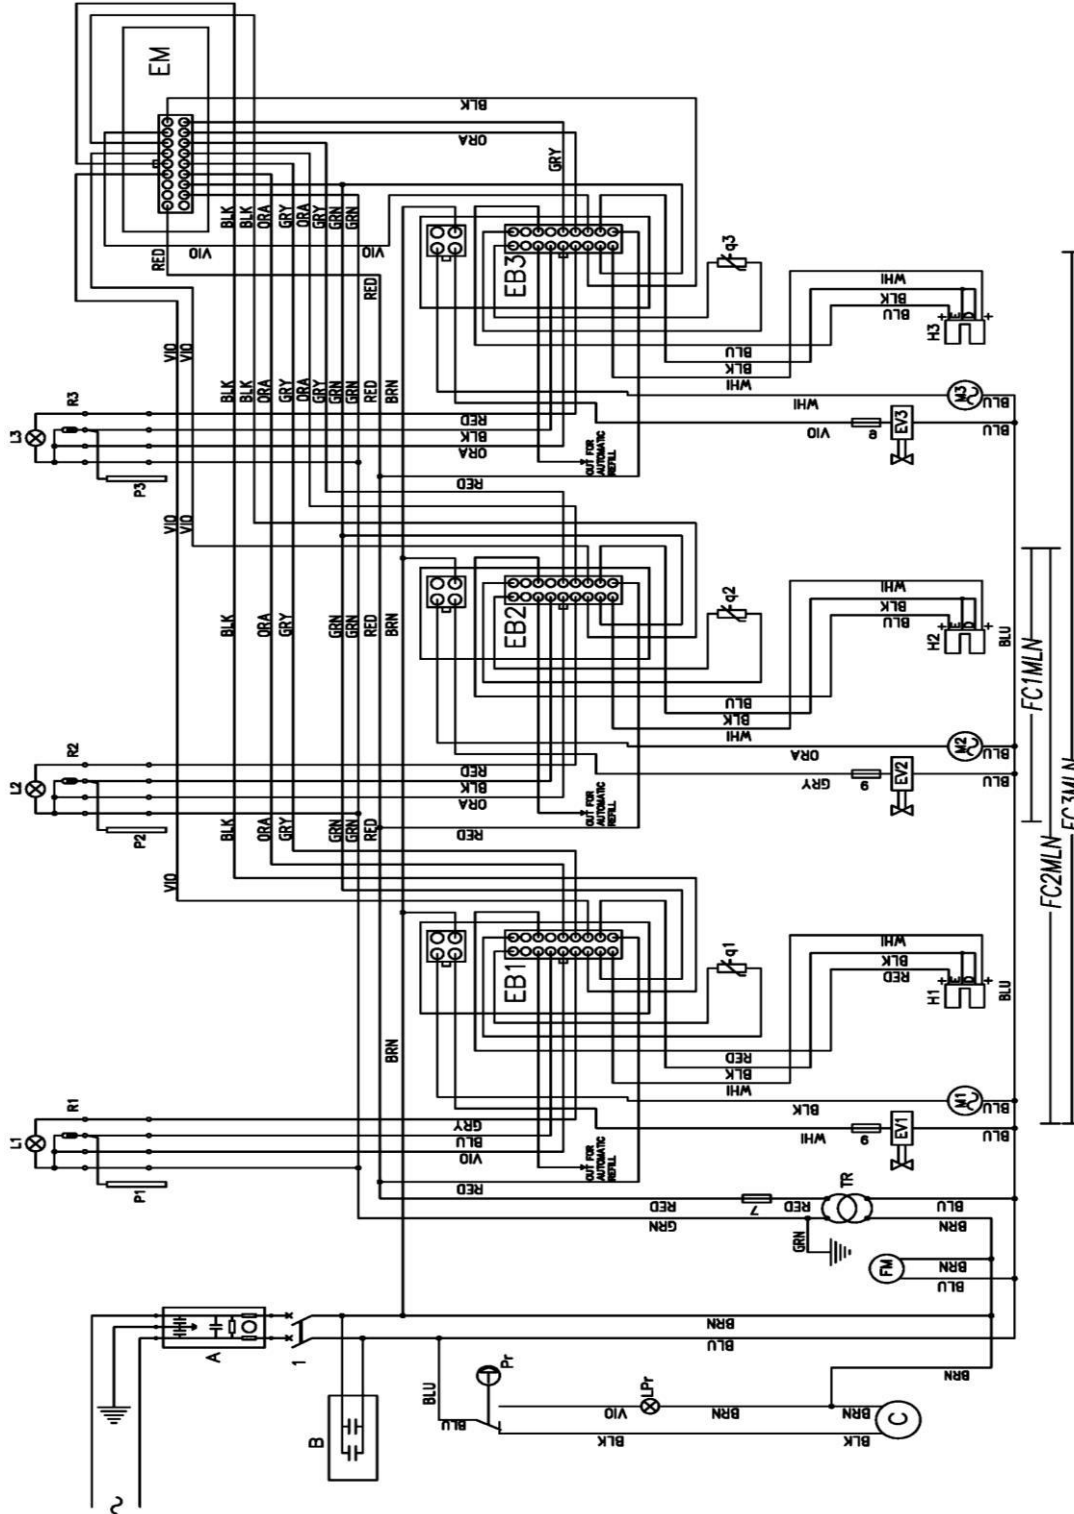 EM
BLK
ORA
GRY
VIO
RED
VIO
BLK
BLK
ORA
GRY
ORA
GRY
GRN
GRN
RED
VIO
EB3
q3
WHI
BLK
BLU
BLU
BLK
WHI
H3
+ E O +
VIO
VIO
L3
R3
P3
BLK
BLK
ORA
GRY
ORA
GRY
GRN
GRN
RED
BRN
RED
BLK
ORA
RED
OUT FOR
AUTOMATIC
REFILL
WHI
VIO
8
M3
EV3
BLU
BLU
VIO
VIO
EB2
q2
WHI
BLK
BLU
BLU
BLK
WHI
H2
+ E O +
BLU
BLK
ORA
GRY
GRN
GRN
RED
BRN
L2
R2
P2
RED
BLK
ORA
RED
OUT FOR
AUTOMATIC
REFILL
ORA
GRY
9
M2
EV2
BLU
BLU
BLK
ORA
GRY
GRN
GRN
RED
VIO
EB1
q1
WHI
BLK
RED
RED
BLK
WHI
H1
+ E O +
BLU
BRN
L1
R1
P1
GRY
BLU
VIO
RED
OUT FOR
AUTOMATIC
REFILL
BLK
WHI
6
M1
EV1
BLU
BLU
FC1MLN
FC2MLN
FC3MLN
RED
GRN
7
RED
TR
BLU
BRN
GRN
FM
BRN
BLU
A
1
BRN
BLU
B
BLU
BLU
Pr
LPr
VIO
BRN
BLK
BRN
BRN
BLK
C
~